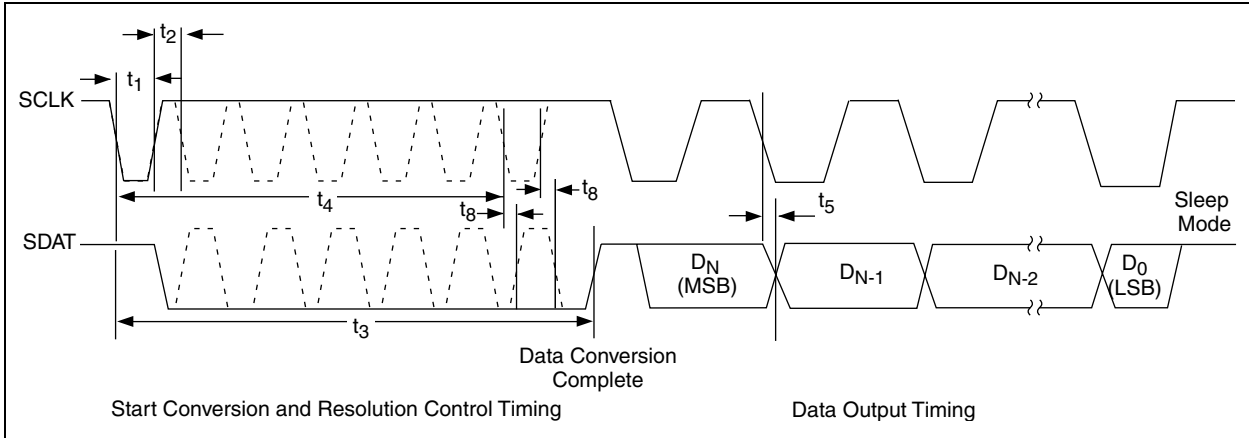 t2
t1
SCLK
t8
t4
t8
t5
Sleep
Mode
SDAT
DN
(MSB)
DN-1
DN-2
D0
(LSB)
t3
Data Conversion
Complete
Start Conversion and Resolution Control Timing
Data Output Timing